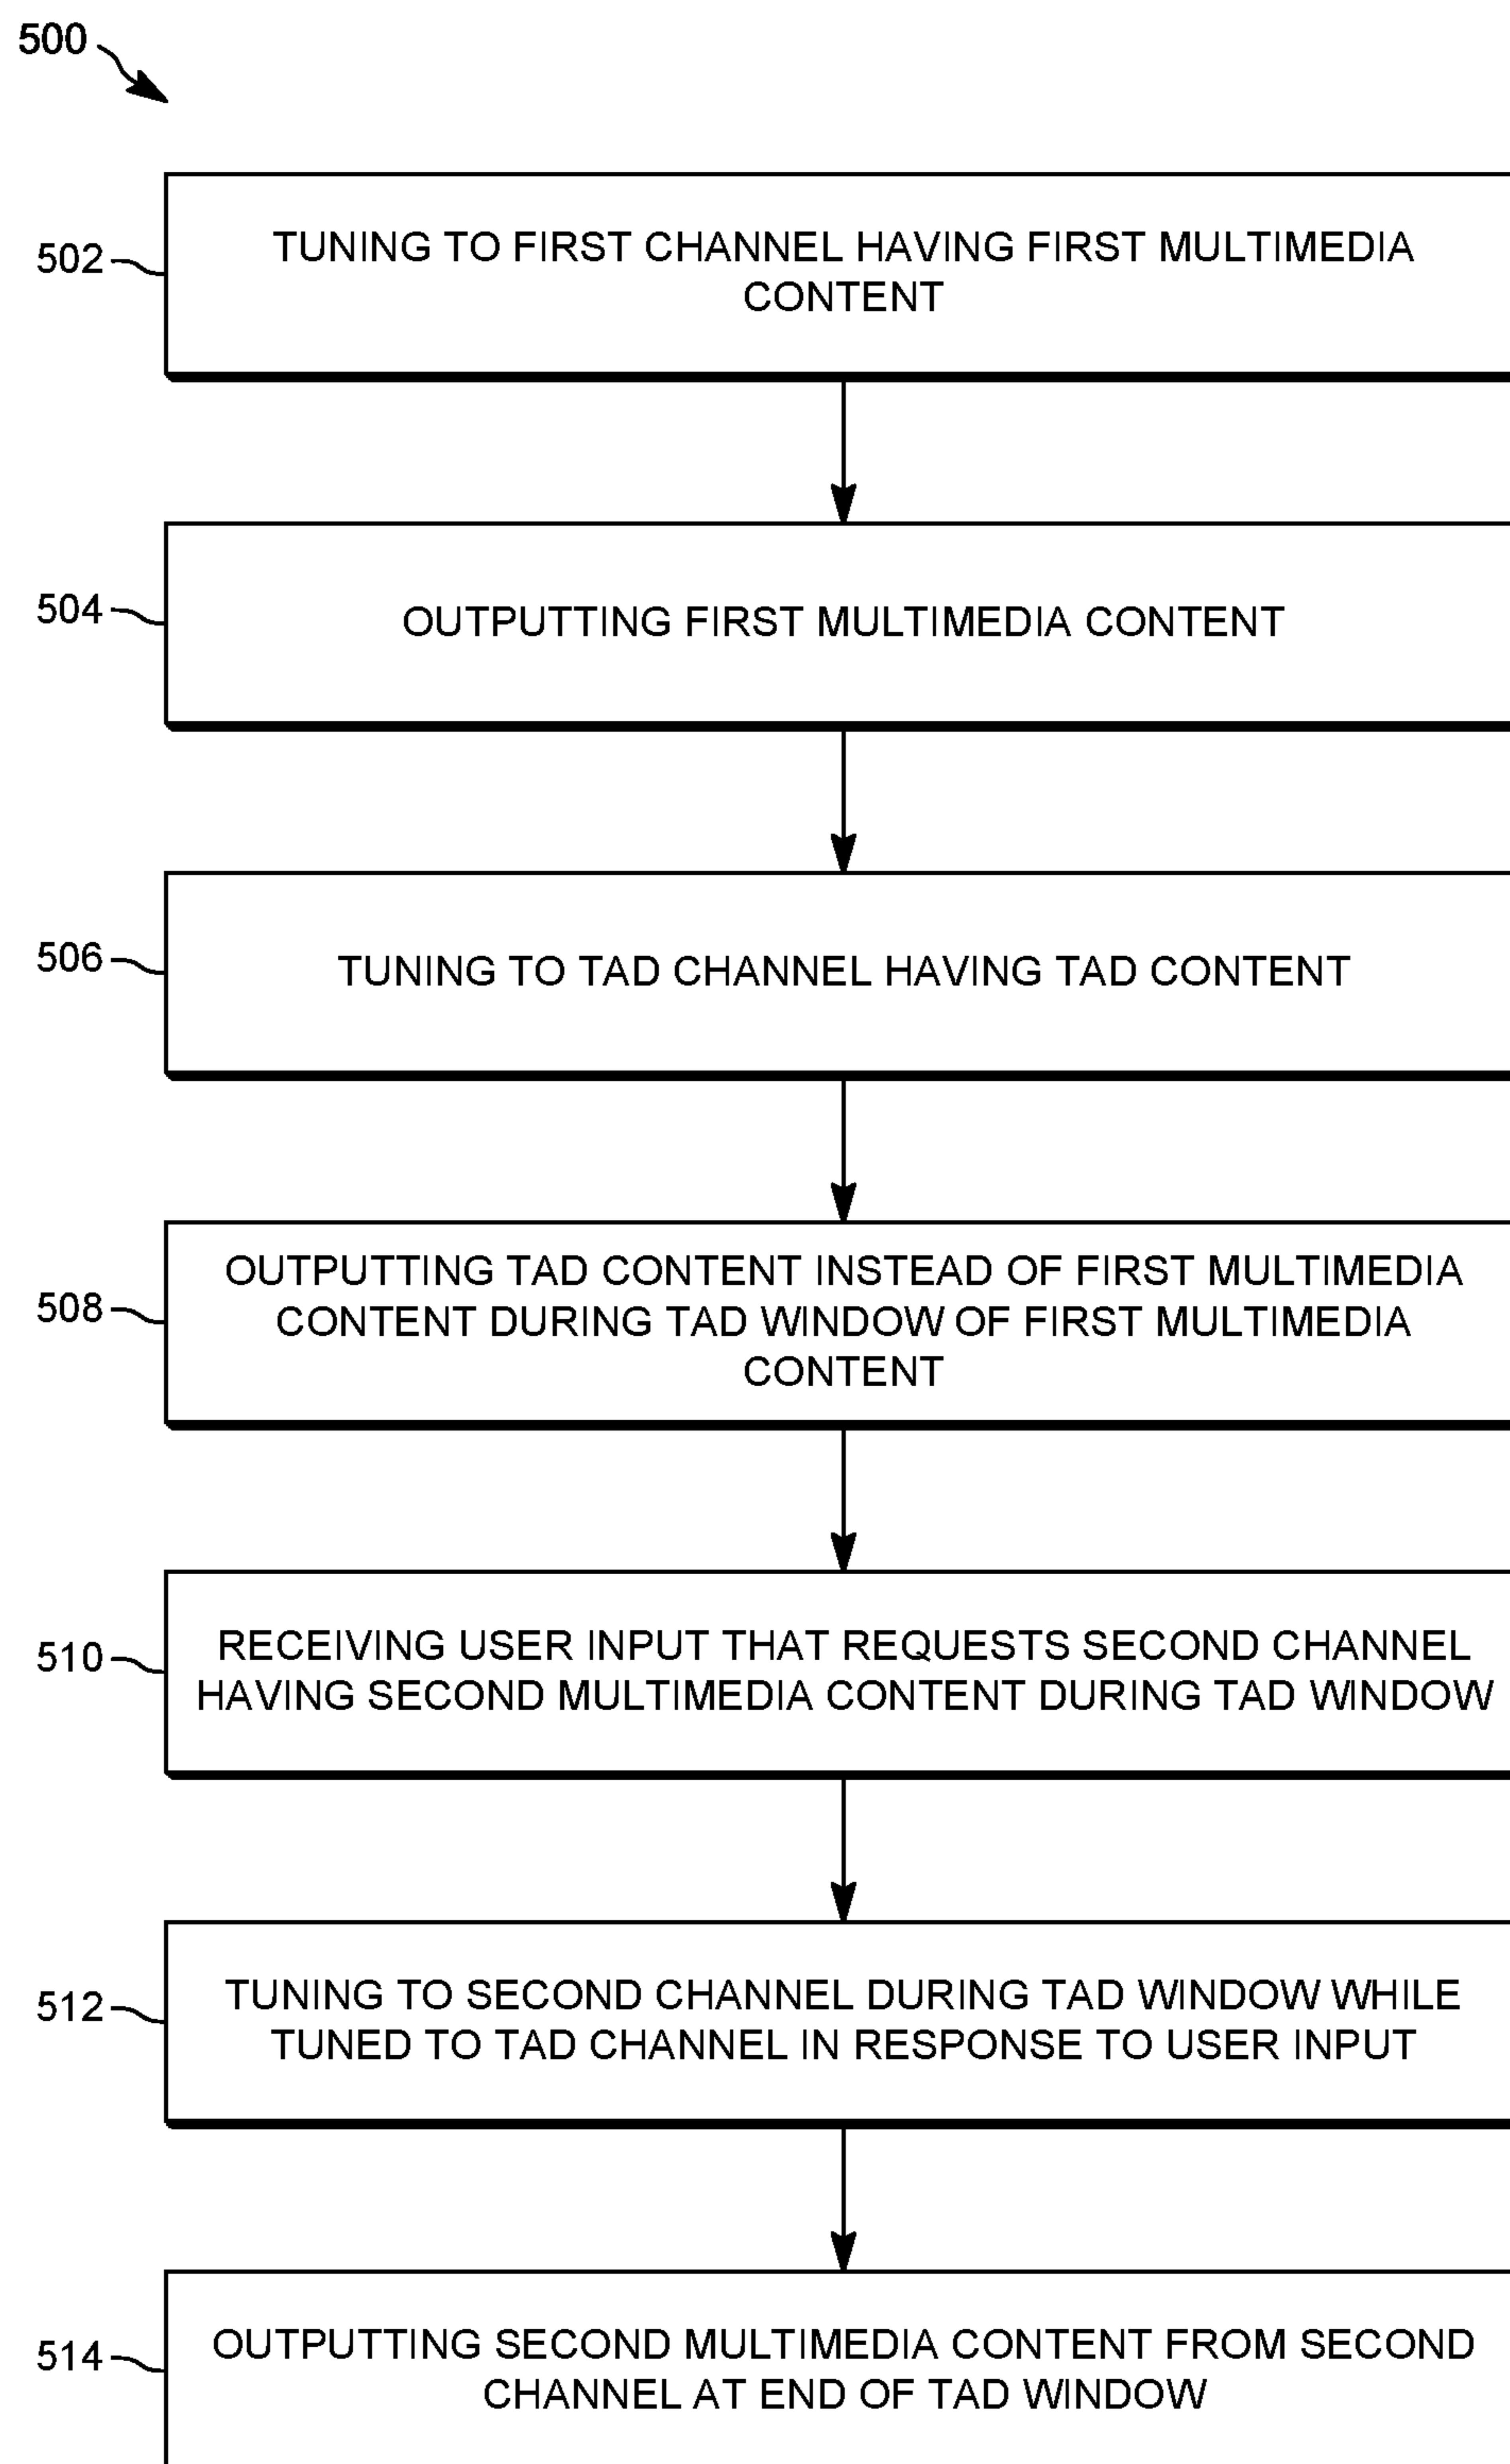 500
502
TUNING TO FIRST CHANNEL HAVING FIRST MULTIMEDIA
CONTENT
504
OUTPUTTING FIRST MULTIMEDIA CONTENT
506
TUNING TO TAD CHANNEL HAVING TAD CONTENT
508
OUTPUTTING TAD CONTENT INSTEAD OF FIRST MULTIMEDIA
CONTENT DURING TAD WINDOW OF FIRST MULTIMEDIA
CONTENT
510
RECEIVING USER INPUT THAT REQUESTS SECOND CHANNEL
HAVING SECOND MULTIMEDIA CONTENT DURING TAD WINDOW
512
TUNING TO SECOND CHANNEL DURING TAD WINDOW WHILE
TUNED TO TAD CHANNEL IN RESPONSE TO USER INPUT
514
OUTPUTTING SECOND MULTIMEDIA CONTENT FROM SECOND
CHANNEL AT END OF TAD WINDOW